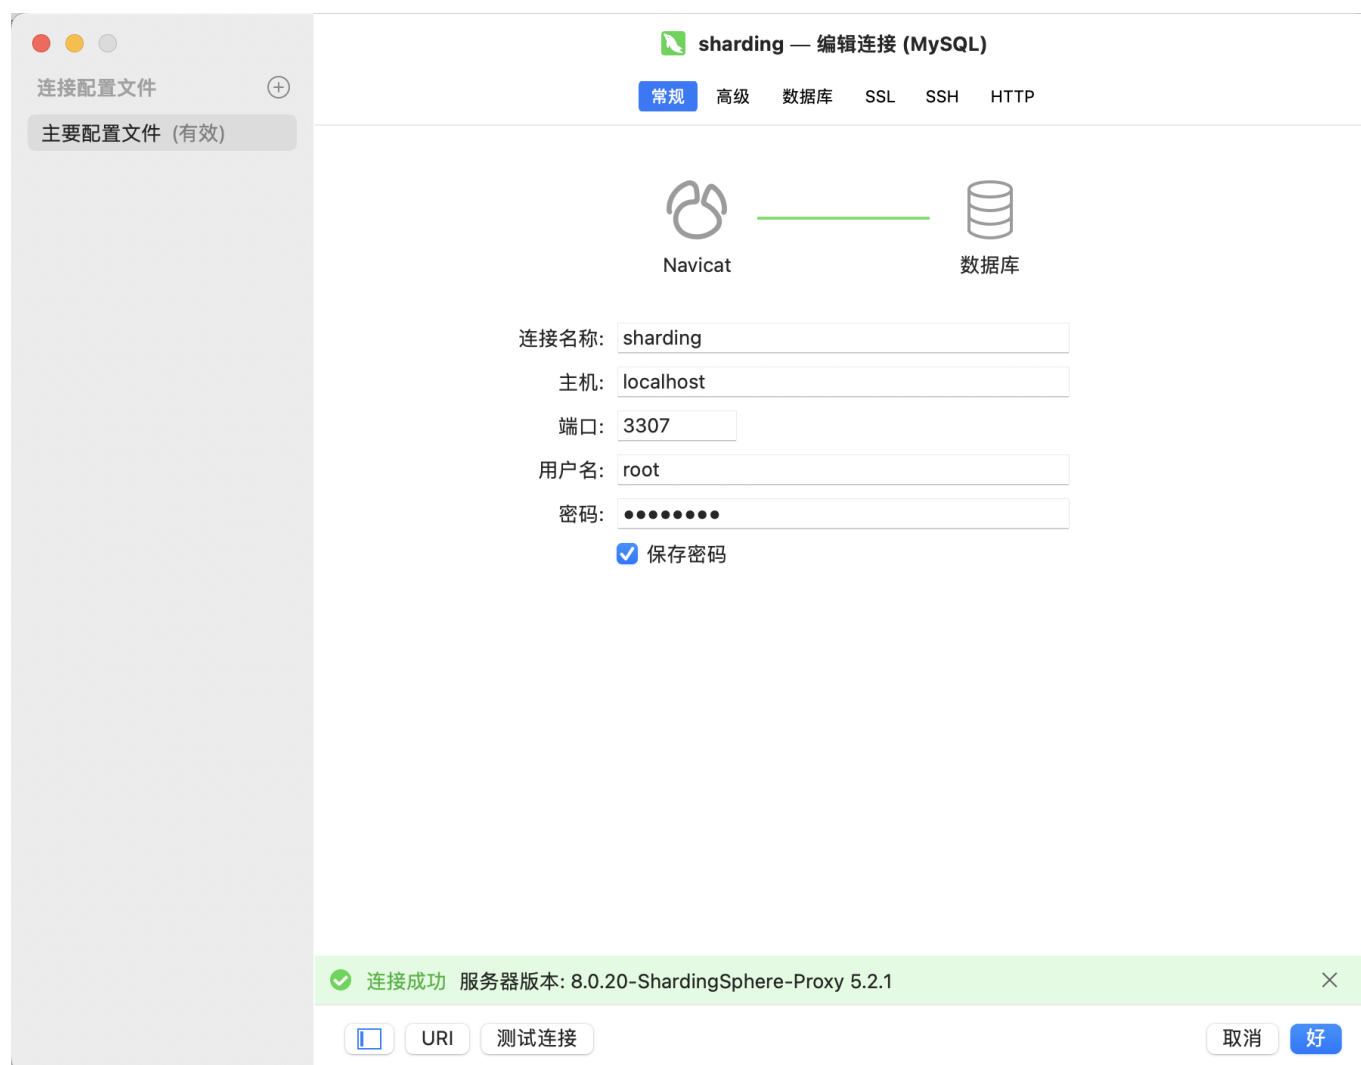 连接配置文件
主要配置文件 (有效)
sharding — 编辑连接 (MySQL)
常规 高级 数据库 SSL SSH HTTP
Navicat 数据库
连接名称: sharding
主机: localhost
端口: 3307
用户名: root
密码: ●●●●●●●●
保存密码
连接成功 服务器版本: 8.0.20-ShardingSphere-Proxy 5.2.1
URI 测试连接 取消 好